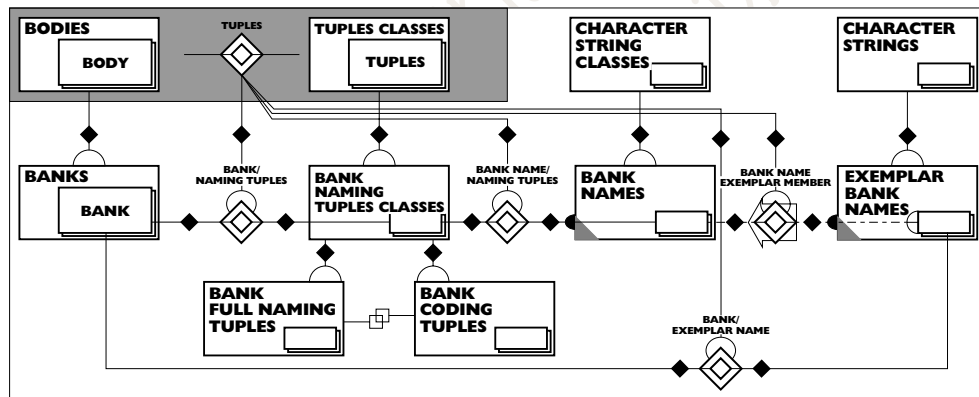 BODIES
BODY
TUPLES
TUPLES CLASSES
TUPLES
CHARACTER
STRING
CLASSES
CHARACTER
STRINGS
BANKS
BANK
BANK/
NAMING TUPLES
BANK
NAMING
TUPLES CLASSES
BANK NAME/
NAMING TUPLES
BANK
NAMES
BANK NAME
EXEMPLAR MEMBER
EXEMPLAR
BANK
NAMES
BANK
FULL NAMING
TUPLES
BANK
CODING
TUPLES
BANK/
EXEMPLAR NAME